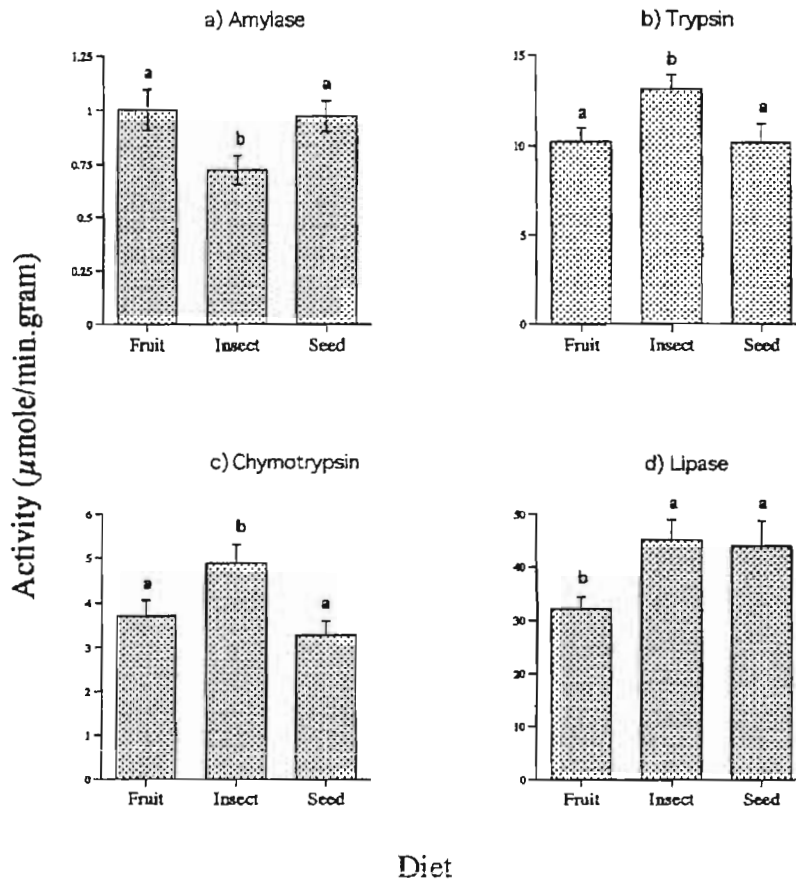 a) Amylase
1.25
1
0.75
0.5
0.25
0
a
b
a
Fruit Insect Seed
b) Trypsin
15
10
5
0
a
b
a
Fruit Insect Seed
c) Chymotrypsin
6
5
4
3
2
1
0
a
b
a
Fruit Insect Seed
d) Lipase
50
40
30
20
10
0
b
a
a
Fruit Insect Seed
Activity (µmole/min.gram)
Diet